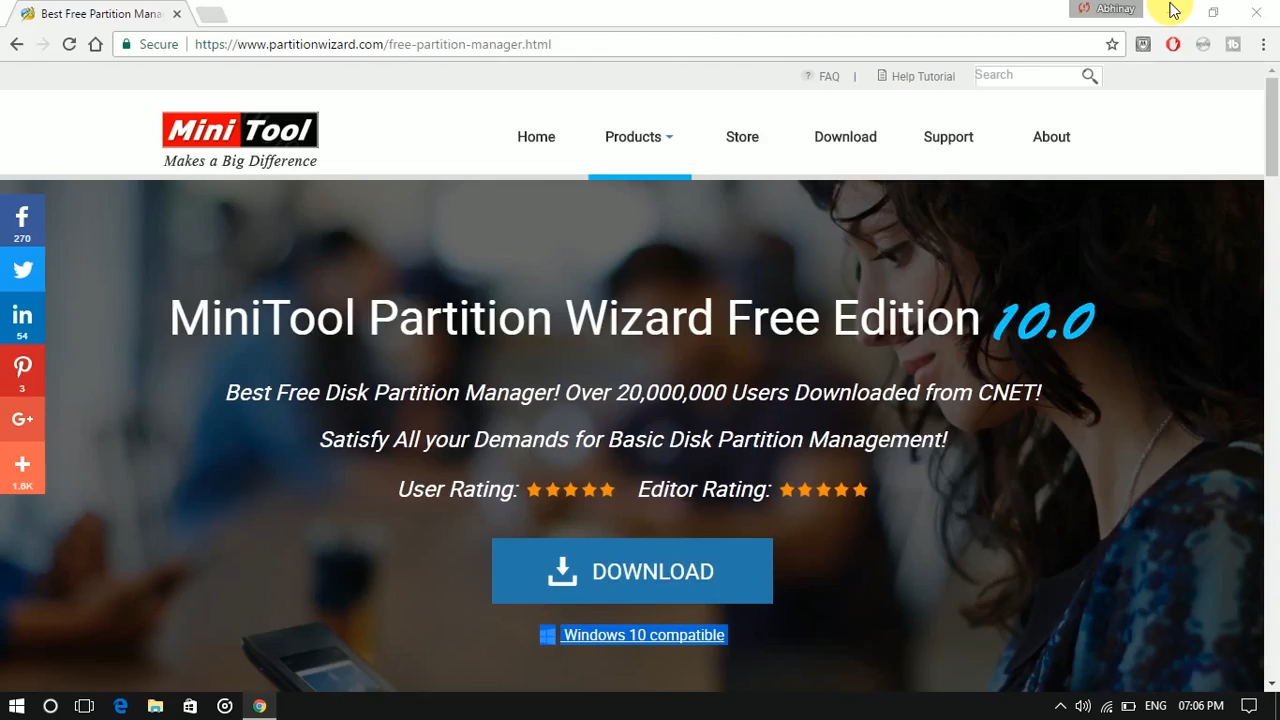 Best Free Partition Mana
Abhinay
Secure
https://www.partitionwizard.com/free-partition-manager.html
? FAQ | Help Tutorial Search
Mini Tool
Makes a Big Difference
Home Products Store Download Support About
270
54
3
G+
1.6K
MiniTool Partition Wizard Free Edition 10.0
Best Free Disk Partition Manager! Over 20,000,000 Users Downloaded from CNET!
Satisfy All your Demands for Basic Disk Partition Management!
User Rating: Editor Rating:
DOWNLOAD
Windows 10 compatible
ENG 07:06 PM